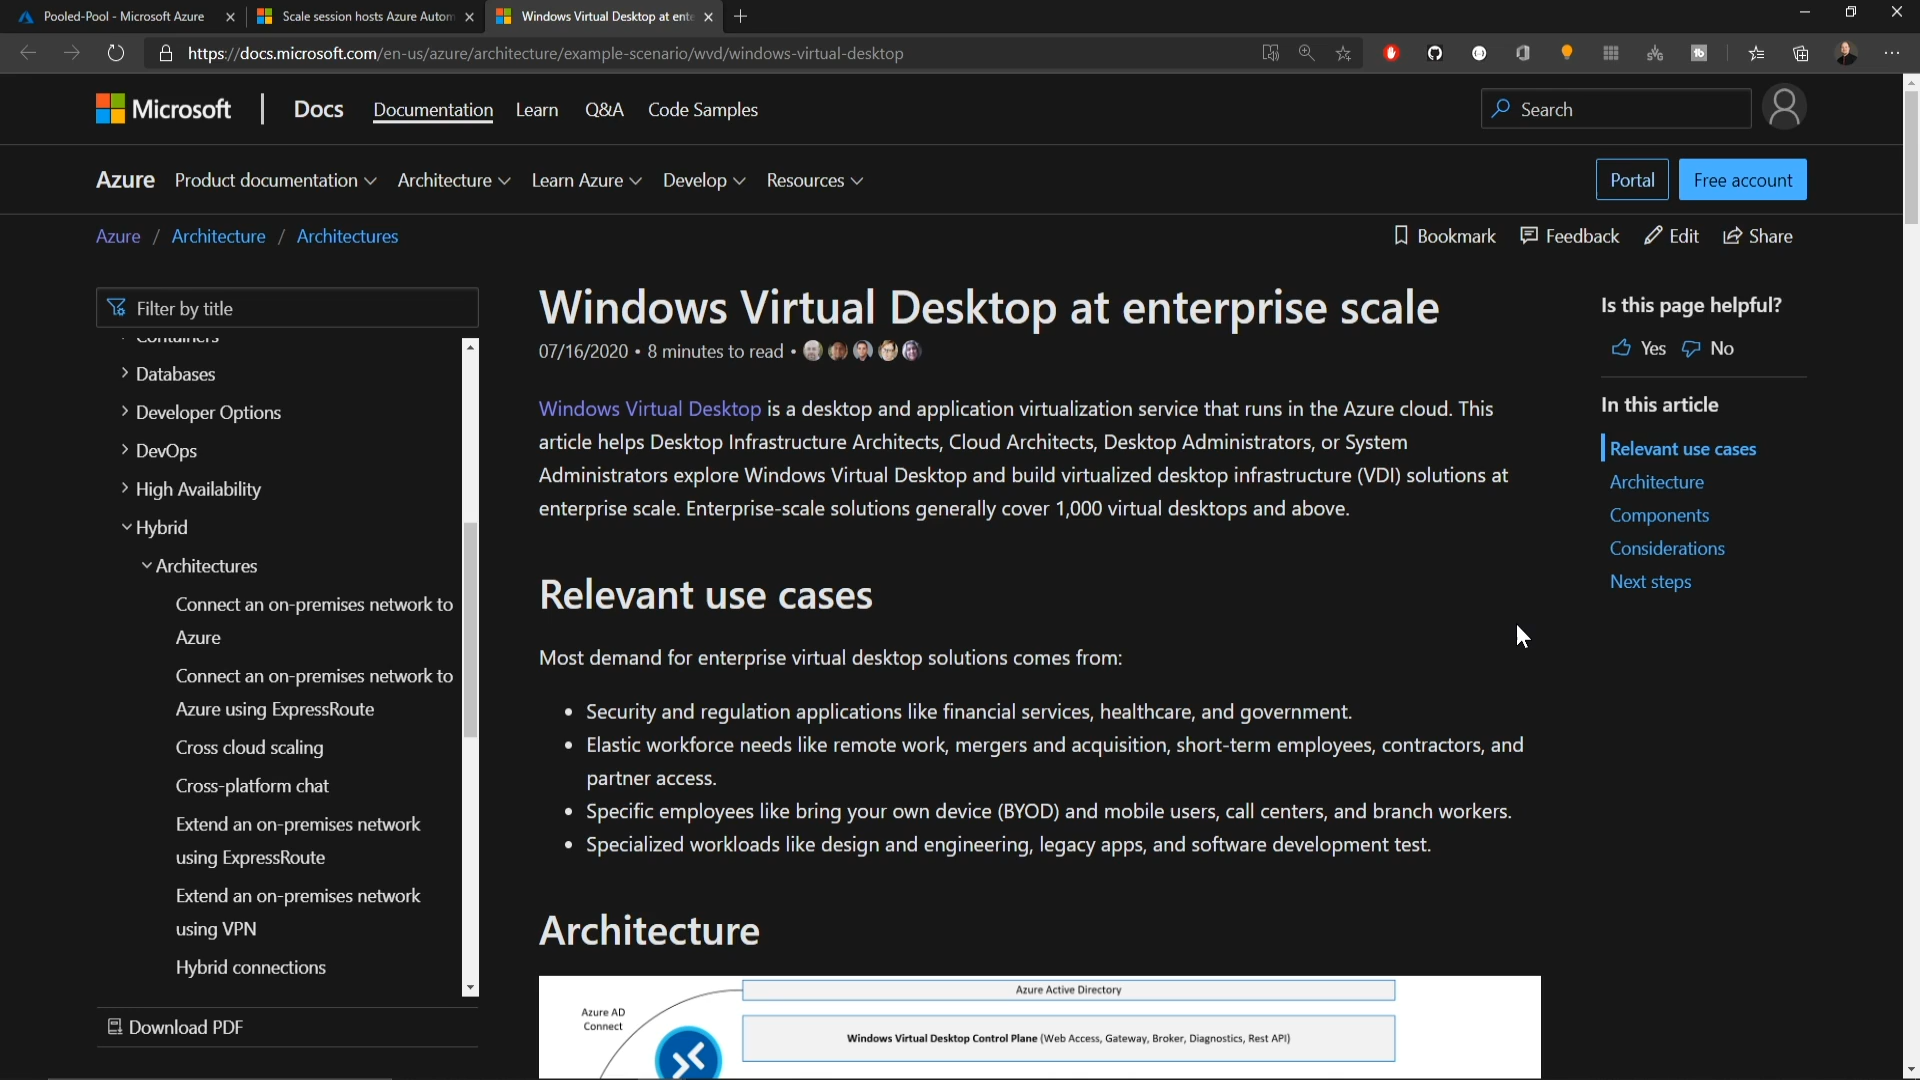 Pooled-Pool - Microsoft Azure
Scale session hosts Azure Autom
Windows Virtual Desktop at ente
https://docs.microsoft.com/en-us/azure/architecture/example-scenario/wvd/windows-virtual-desktop
Microsoft
Docs
Documentation
Learn
Q&A
Code Samples
Search
Azure
Product documentation
Architecture
Learn Azure
Develop
Resources
Portal
Free account
Azure / Architecture / Architectures
Bookmark
Feedback
Edit
Share
Filter by title
Containers
Databases
Developer Options
DevOps
High Availability
Hybrid
Architectures
Connect an on-premises network to
Azure
Connect an on-premises network to
Azure using ExpressRoute
Cross cloud scaling
Cross-platform chat
Extend an on-premises network
using ExpressRoute
Extend an on-premises network
using VPN
Hybrid connections
Download PDF
Windows Virtual Desktop at enterprise scale
07/16/2020 • 8 minutes to read •
Windows Virtual Desktop is a desktop and application virtualization service that runs in the Azure cloud. This
article helps Desktop Infrastructure Architects, Cloud Architects, Desktop Administrators, or System
Administrators explore Windows Virtual Desktop and build virtualized desktop infrastructure (VDI) solutions at
enterprise scale. Enterprise-scale solutions generally cover 1,000 virtual desktops and above.
Relevant use cases
Most demand for enterprise virtual desktop solutions comes from:
• Security and regulation applications like financial services, healthcare, and government.
• Elastic workforce needs like remote work, mergers and acquisition, short-term employees, contractors, and
partner access.
• Specific employees like bring your own device (BYOD) and mobile users, call centers, and branch workers.
• Specialized workloads like design and engineering, legacy apps, and software development test.
Architecture
Azure AD
Connect
Azure Active Directory
Windows Virtual Desktop Control Plane (Web Access, Gateway, Broker, Diagnostics, Rest API)
Is this page helpful?
Yes
No
In this article
Relevant use cases
Architecture
Components
Considerations
Next steps